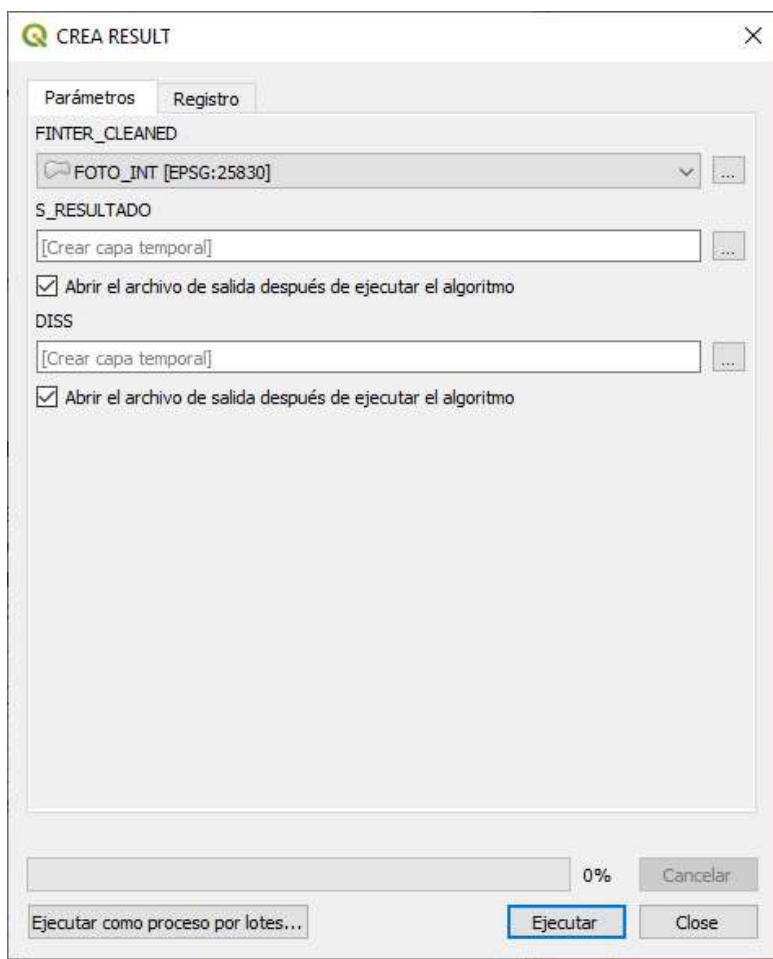 CREA RESULT
Parámetros Registro
FINTER_CLEANED
FOTO_INT [EPSG:25830]
...
S_RESULTADO
[Crear capa temporal]
...
Abrir el archivo de salida después de ejecutar el algoritmo
DISS
[Crear capa temporal]
...
Abrir el archivo de salida después de ejecutar el algoritmo
0% Cancelar
Ejecutar como proceso por lotes... Ejecutar Close